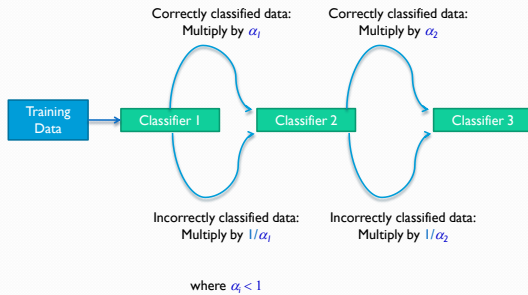 Correctly classified data:
Multiply by α₁
Correctly classified data:
Multiply by α₂
Training
Data
Classifier 1
Classifier 2
Classifier 3
Incorrectly classified data:
Multiply by 1/α₁
Incorrectly classified data:
Multiply by 1/α₂
where αᵢ < 1